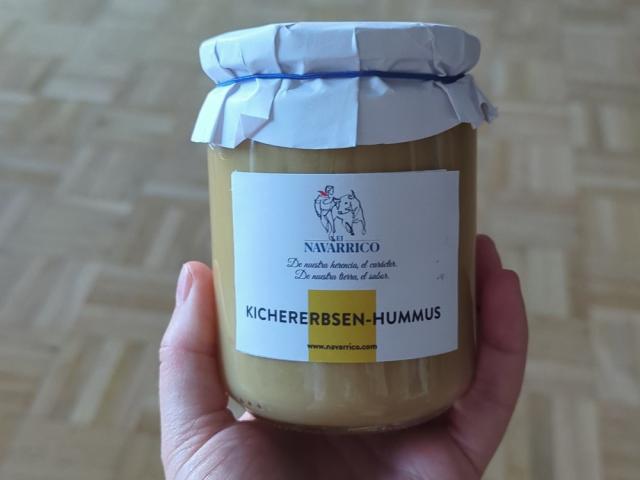 El
NAVARRICO
De nuestra herencia, el carácter.
De nuestra tierra, el sabor.
KICHERERBSEN-HUMMUS
www.navarrico.com